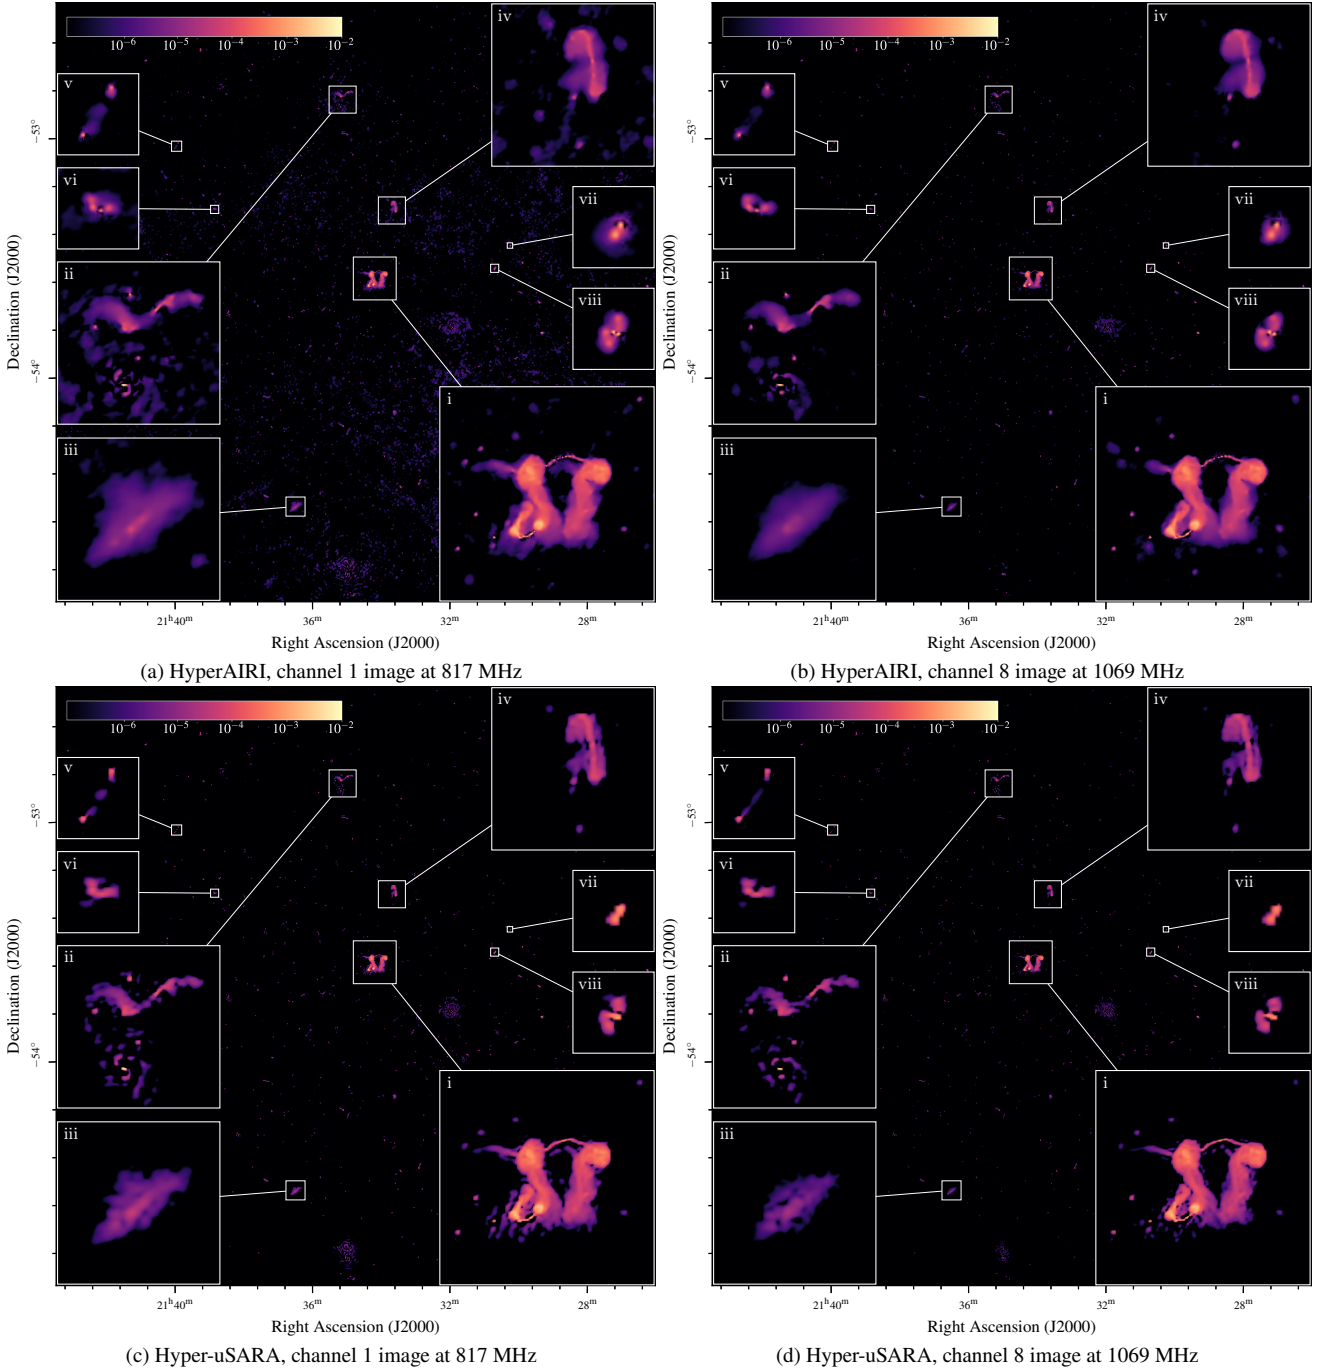 10⁻⁶ 10⁻⁵ 10⁻⁴ 10⁻³ 10⁻²
iv
v
vi
vii
ii
viii
i
iii
−53°
−54°
Declination (J2000)
21ʰ40ᵐ 36ᵐ 32ᵐ 28ᵐ
Right Ascension (J2000)
(a) HyperAIRI, channel 1 image at 817 MHz
10⁻⁶ 10⁻⁵ 10⁻⁴ 10⁻³ 10⁻²
iv
v
vi
vii
ii
viii
i
iii
−53°
−54°
Declination (J2000)
21ʰ40ᵐ 36ᵐ 32ᵐ 28ᵐ
Right Ascension (J2000)
(b) HyperAIRI, channel 8 image at 1069 MHz
10⁻⁶ 10⁻⁵ 10⁻⁴ 10⁻³ 10⁻²
iv
v
vi
vii
ii
viii
i
iii
−53°
−54°
Declination (J2000)
21ʰ40ᵐ 36ᵐ 32ᵐ 28ᵐ
Right Ascension (J2000)
(c) Hyper-uSARA, channel 1 image at 817 MHz
10⁻⁶ 10⁻⁵ 10⁻⁴ 10⁻³ 10⁻²
iv
v
vi
vii
ii
viii
i
iii
−53°
−54°
Declination (J2000)
21ʰ40ᵐ 36ᵐ 32ᵐ 28ᵐ
Right Ascension (J2000)
(d) Hyper-uSARA, channel 8 image at 1069 MHz